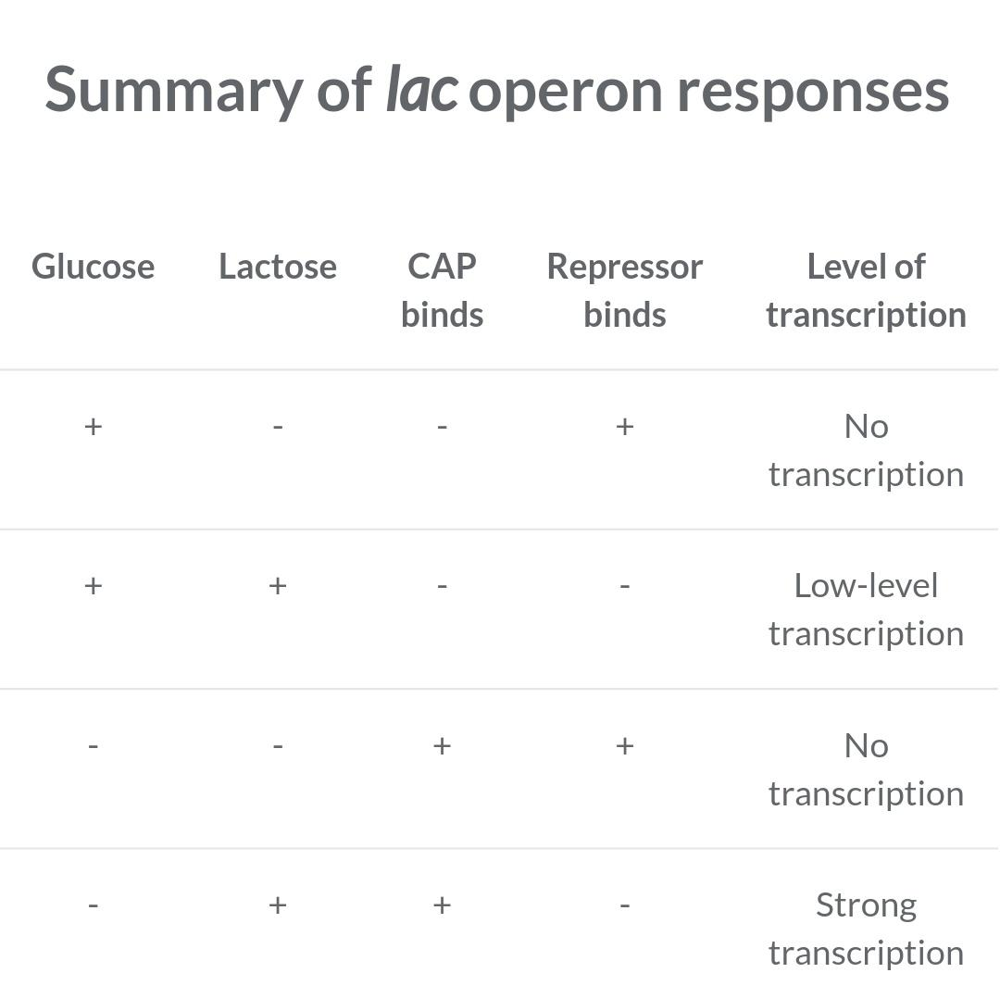 Summary of lac operon responses
Glucose Lactose CAP binds Repressor binds Level of transcription
+ - - + No transcription
+ + - - Low-level transcription
- - + + No transcription
- + + - Strong transcription